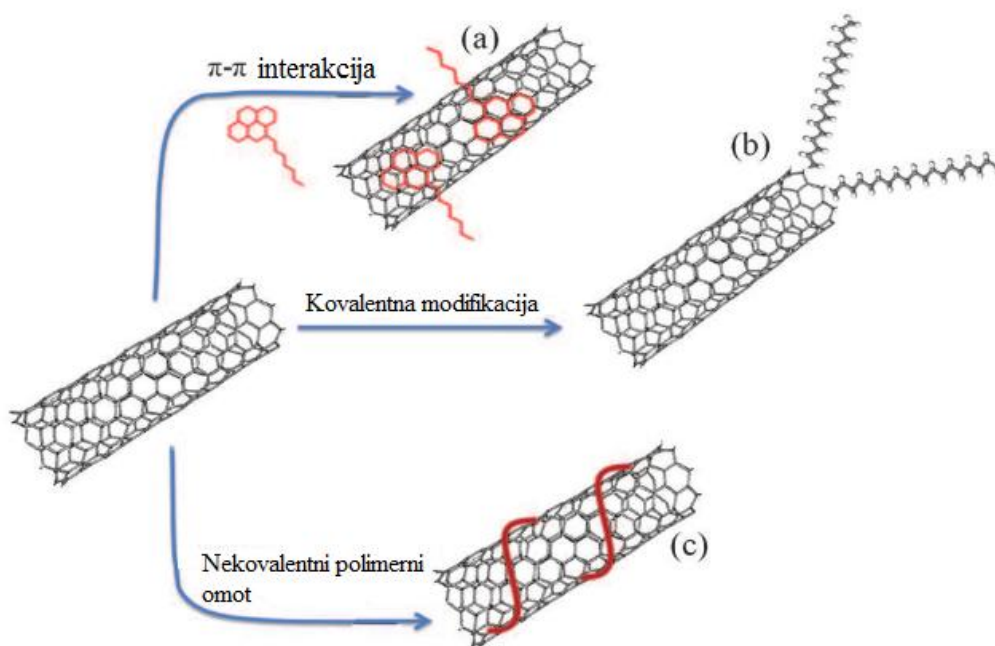 (a)
π-π interakcija
(b)
Kovalentna modifikacija
Nekovalentni polimerni
omot
(c)